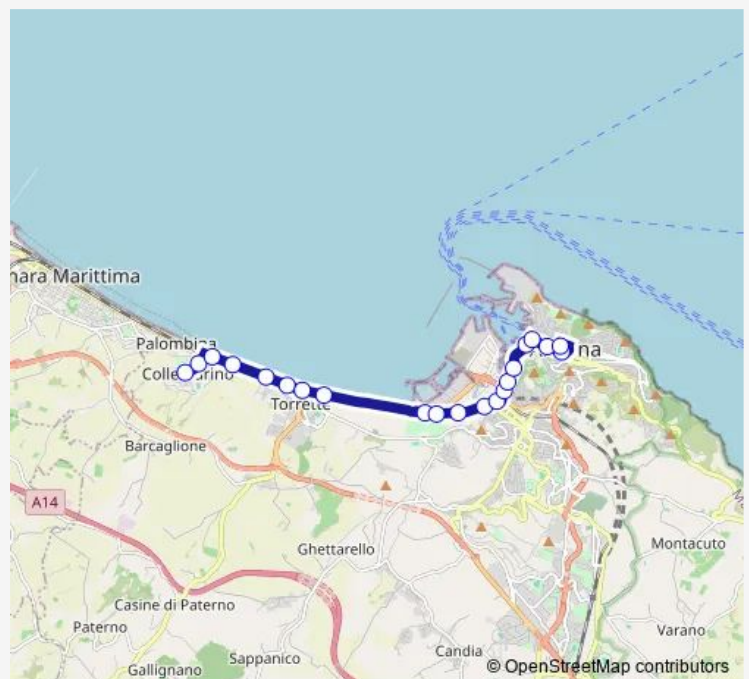 nara Marittima
Palombina
Torrette
Barcaglione
A14
Ghettarello
Montacuto
Casine di Paterno
Paterno
Varano
Sappanico
Candia
Gallignano
© OpenStreetMap contributors